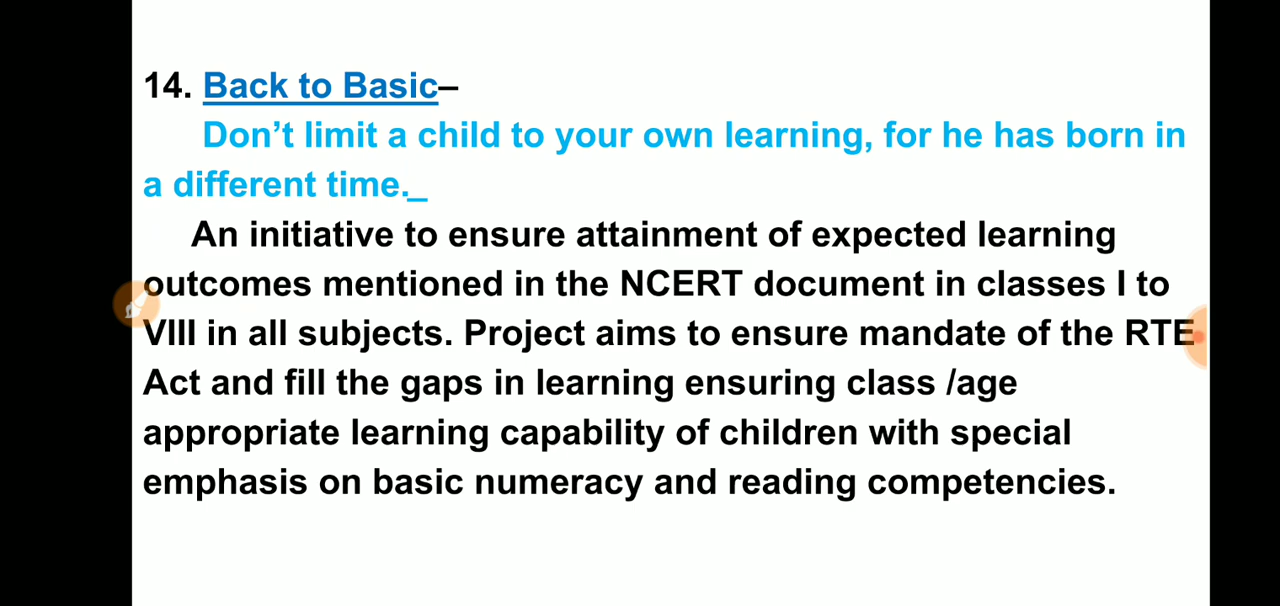 14. Back to Basic–
Don’t limit a child to your own learning, for he has born in
a different time._
An initiative to ensure attainment of expected learning
outcomes mentioned in the NCERT document in classes I to
VIII in all subjects. Project aims to ensure mandate of the RTE
Act and fill the gaps in learning ensuring class /age
appropriate learning capability of children with special
emphasis on basic numeracy and reading competencies.